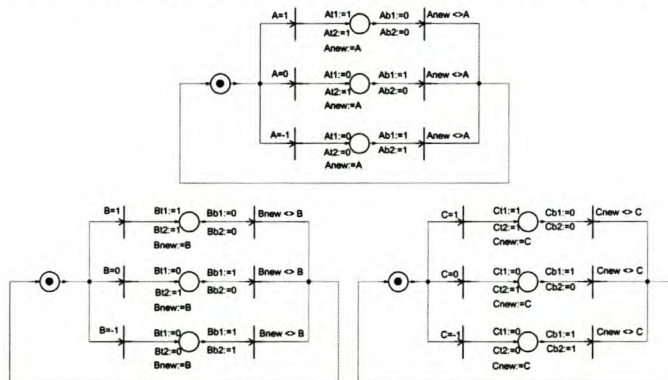 A=1 At1:=1 Ab1:=0 Anew <>A
At2:=1 Ab2:=0
Anew:=A
A=0 At1:=0 Ab1:=1 Anew <>A
At2:=1 Ab2:=0
Anew:=A
A=-1 At1:=0 Ab1:=1 Anew <>A
At2:=0 Ab2:=1
Anew:=A
B=1 Bt1:=1 Bb1:=0 Bnew <> B
Bt2:=1 Bb2:=0
Bnew:=B
B=0 Bt1:=0 Bb1:=1 Bnew <> B
Bt2:=1 Bb2:=0
Bnew:=B
B=-1 Bt1:=0 Bb1:=1 Bnew <> B
Bt2:=0 Bb2:=1
Bnew:=B
C=1 Ct1:=1 Cb1:=0 Cnew <> C
Ct2:=1 Cb2:=0
Cnew:=C
C=0 Ct1:=0 Cb1:=1 Cnew <> C
Ct2:=1 Cb2:=0
Cnew:=C
C=-1 Ct1:=0 Cb1:=1 Cnew <> C
Ct2:=0 Cb2:=1
Cnew:=C